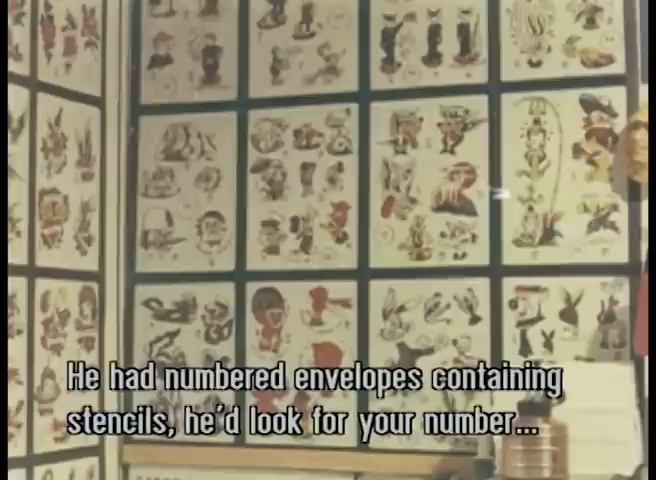 He had numbered envelopes containing
stencils, he'd look for your number...